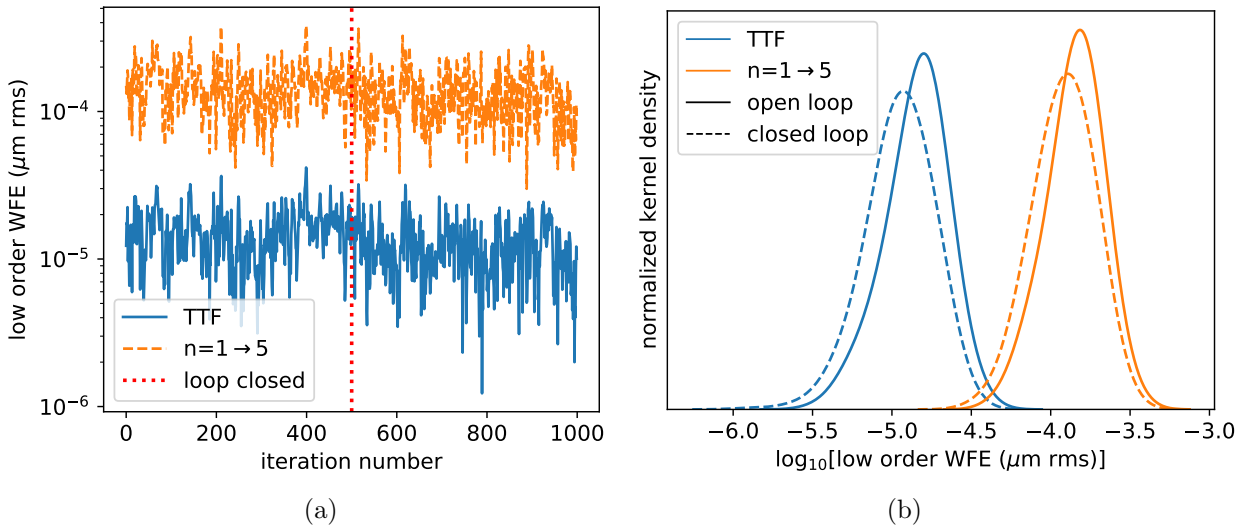 low order WFE (μm rms)
10⁻⁴
10⁻⁵
10⁻⁶
TTF
n=1→5
loop closed
0 200 400 600 800 1000
iteration number
(a)
normalized kernel density
TTF
n=1→5
open loop
closed loop
−6.0 −5.5 −5.0 −4.5 −4.0 −3.5 −3.0
log₁₀[low order WFE (μm rms)]
(b)